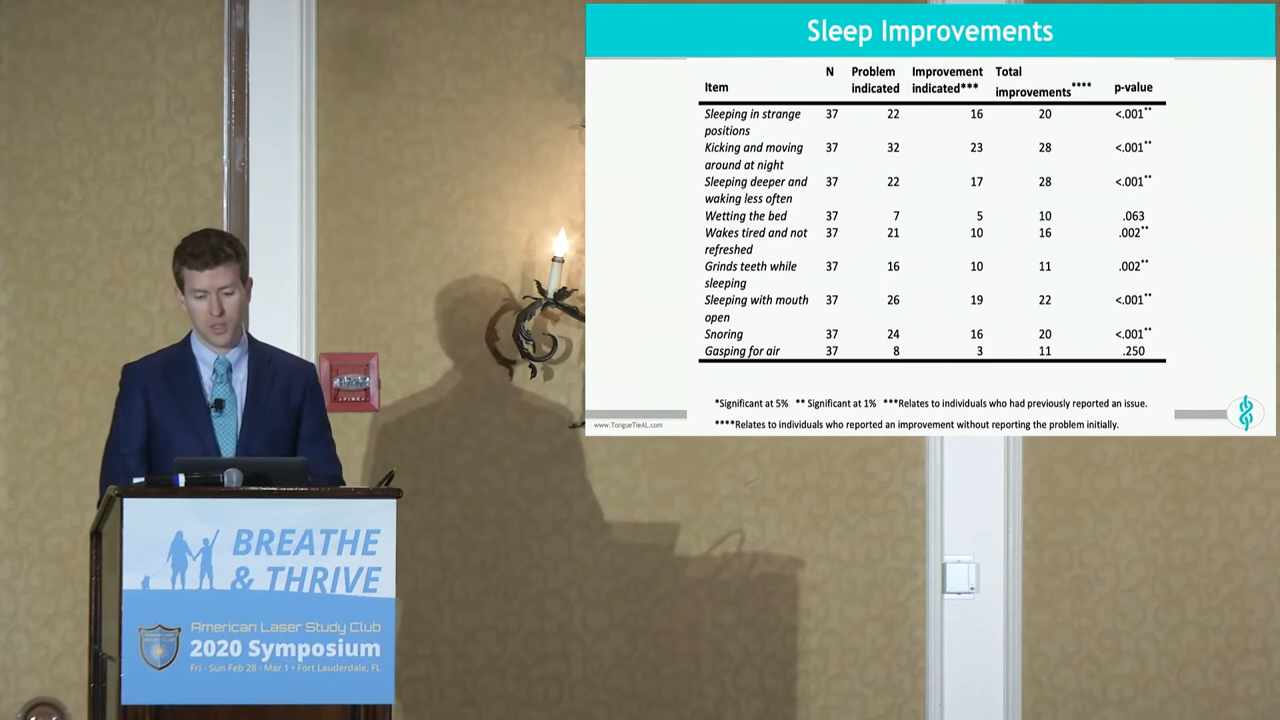 Sleep Improvements
Item N Problem indicated Improvement indicated*** Total improvements**** p-value
Sleeping in strange positions 37 22 16 20 <.001**
Kicking and moving around at night 37 32 23 28 <.001**
Sleeping deeper and waking less often 37 22 17 28 <.001**
Wetting the bed 37 7 5 10 .063
Wakes tired and not refreshed 37 21 10 16 .002**
Grinds teeth while sleeping 37 16 10 11 .002**
Sleeping with mouth open 37 26 19 22 <.001**
Snoring 37 24 16 20 <.001**
Gasping for air 37 8 3 11 .250
*Significant at 5% ** Significant at 1% ***Relates to individuals who had previously reported an issue.
****Relates to individuals who reported an improvement without reporting the problem initially.
www.TongueTieAL.com
FIRE
BREATHE
& THRIVE
American Laser Study Club
2020 Symposium
Fri - Sun Feb 28 - Mar 1 • Fort Lauderdale, FL